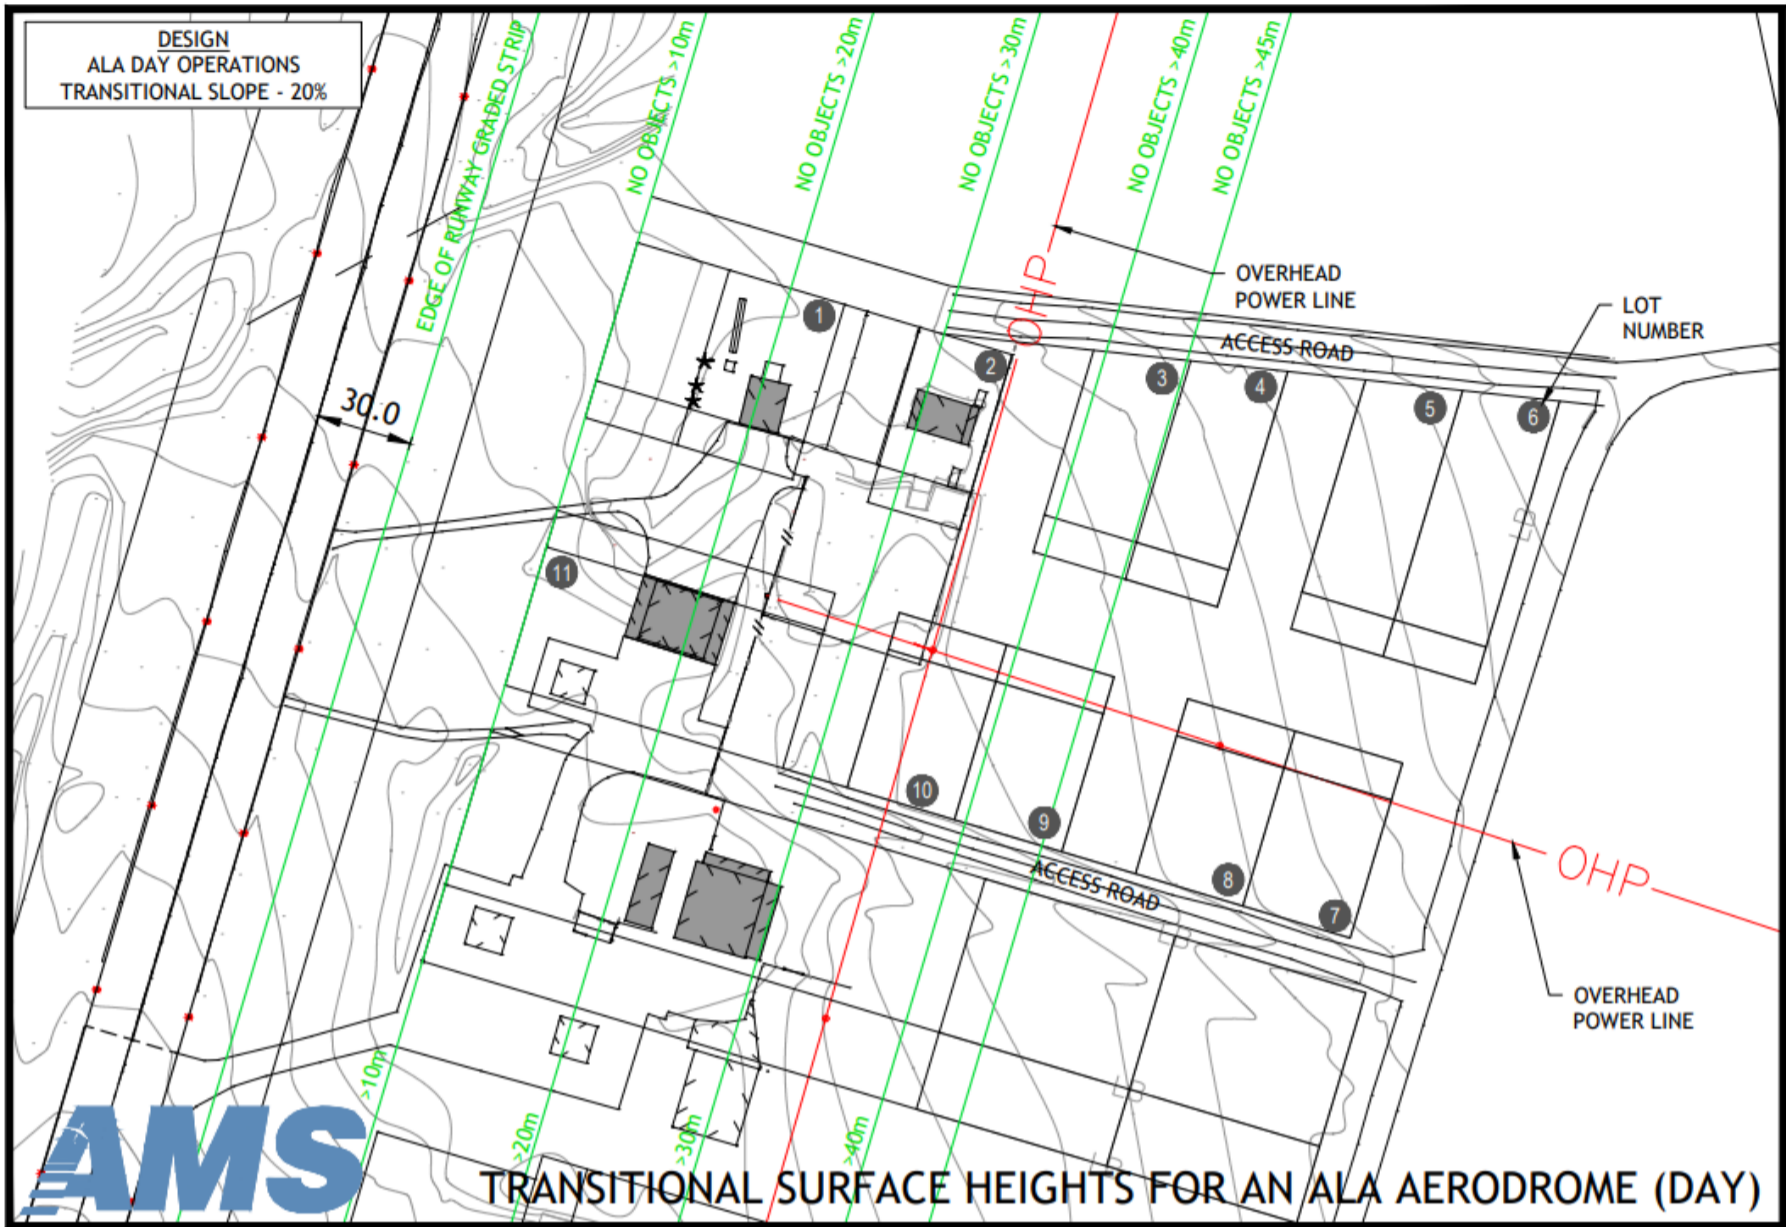 DESIGN
ALA DAY OPERATIONS
TRANSITIONAL SLOPE - 20%
EDGE OF RUNWAY GRADED STRIP
NO OBJECTS >10m
NO OBJECTS >20m
NO OBJECTS >30m
NO OBJECTS >40m
NO OBJECTS >45m
OHP
OVERHEAD
POWER LINE
LOT
NUMBER
ACCESS ROAD
1
2
3
4
5
6
30.0
11
10
9
8
7
ACCESS ROAD
OHP
OVERHEAD
POWER LINE
>10m
>20m
>30m
>40m
AMS
TRANSITIONAL SURFACE HEIGHTS FOR AN ALA AERODROME (DAY)